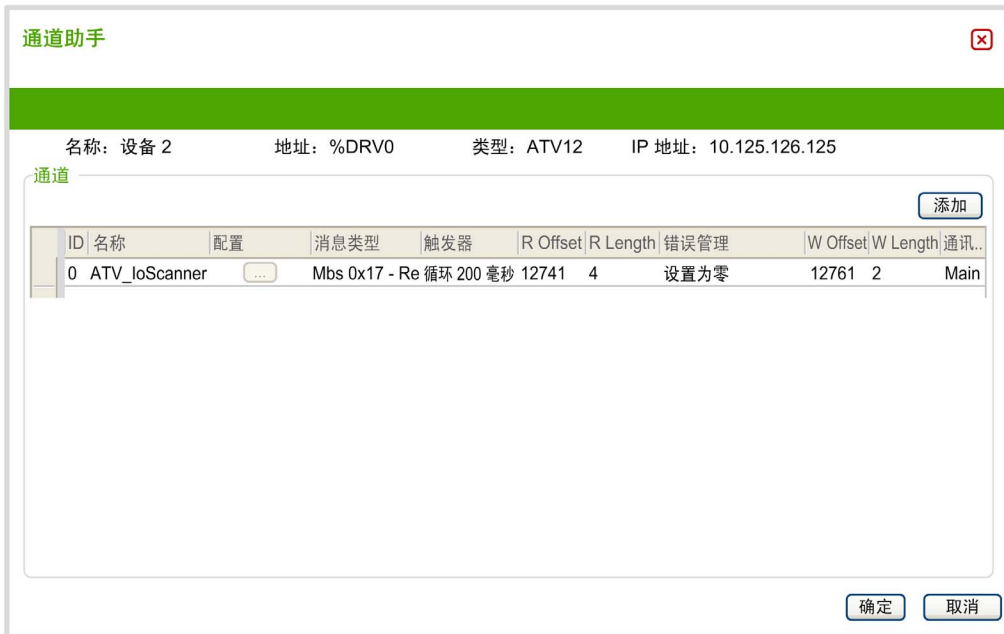 通道助手
名称：设备 2 地址：%DRV0 类型：ATV12 IP 地址：10.125.126.125
通道
添加
ID 名称 配置 消息类型 触发器 R Offset R Length 错误管理 W Offset W Length 通讯..
0 ATV_IoScanner ... Mbs 0x17 - Re 循环 200 毫秒 12741 4 设置为零 12761 2 Main
确定 取消